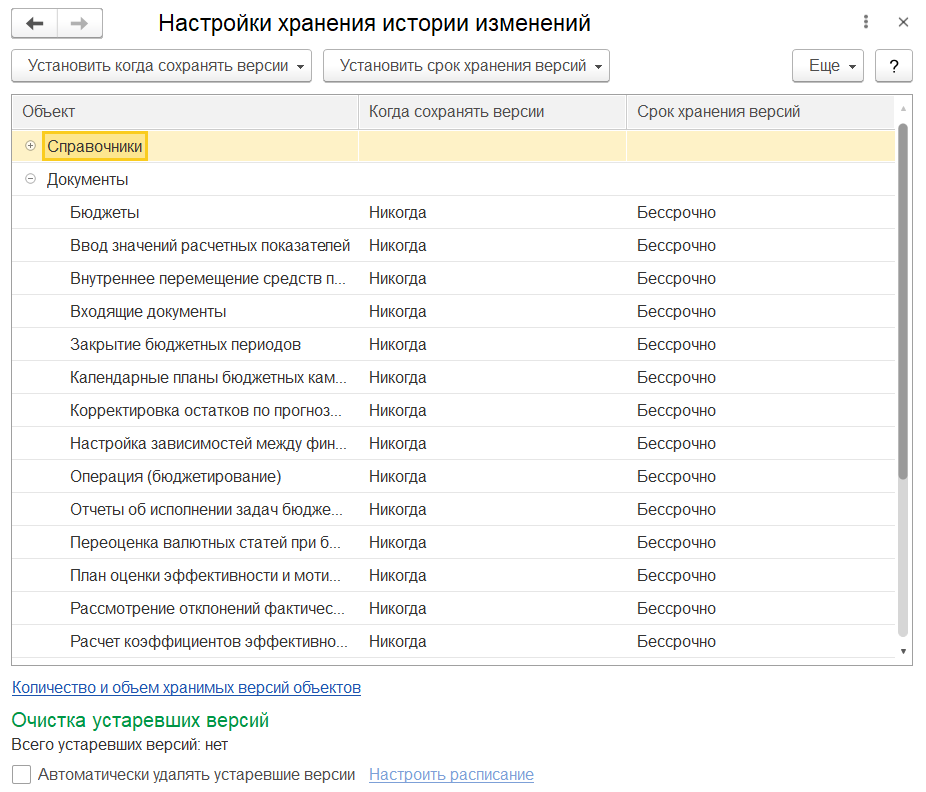 Настройки хранения истории изменений
Установить когда сохранять версии Установить срок хранения версий Еще ?
Объект Когда сохранять версии Срок хранения версий
Справочники
Документы
Бюджеты Никогда Бессрочно
Ввод значений расчетных показателей Никогда Бессрочно
Внутреннее перемещение средств п... Никогда Бессрочно
Входящие документы Никогда Бессрочно
Закрытие бюджетных периодов Никогда Бессрочно
Календарные планы бюджетных кам... Никогда Бессрочно
Корректировка остатков по прогноз... Никогда Бессрочно
Настройка зависимостей между фин... Никогда Бессрочно
Операция (бюджетирование) Никогда Бессрочно
Отчеты об исполнении задач бюдже... Никогда Бессрочно
Переоценка валютных статей при б... Никогда Бессрочно
План оценки эффективности и моти... Никогда Бессрочно
Рассмотрение отклонений фактичес... Никогда Бессрочно
Расчет коэффициентов эффективно... Никогда Бессрочно
Количество и объем хранимых версий объектов
Очистка устаревших версий
Всего устаревших версий: нет
Автоматически удалять устаревшие версии Настроить расписание